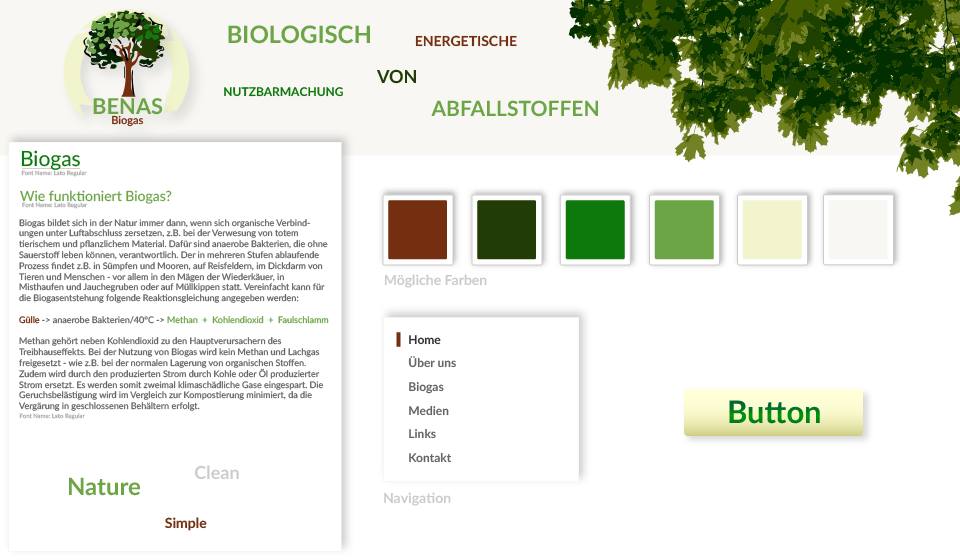 BIOLOGISCH
ENERGETISCHE
VON
NUTZBARMACHUNG
ABFALLSTOFFEN
BENAS
Biogas
Biogas
Font Name: Lato Regular
Wie funktioniert Biogas?
Font Name: Lato Regular
Biogas bildet sich in der Natur immer dann, wenn sich organische Verbind-
ungen unter Luftabschluss zersetzen, z.B. bei der Verwesung von totem
tierischem und pflanzlichem Material. Dafür sind anaerobe Bakterien, die ohne
Sauerstoff leben können, verantwortlich. Der in mehreren Stufen ablaufende
Prozess findet z.B. in Sümpfen und Mooren, auf Reisfeldern, im Dickdarm von
Tieren und Menschen - vor allem in den Mägen der Wiederkäuer, in
Misthaufen und Jauchegruben oder auf Müllkippen statt. Vereinfacht kann für
die Biogasentstehung folgende Reaktionsgleichung angegeben werden:
Gülle -> anaerobe Bakterien/40°C -> Methan + Kohlendioxid + Faulschlamm
Methan gehört neben Kohlendioxid zu den Hauptverursachern des
Treibhauseffekts. Bei der Nutzung von Biogas wird kein Methan und Lachgas
freigesetzt - wie z.B. bei der normalen Lagerung von organischen Stoffen.
Zudem wird durch den produzierten Strom durch Kohle oder Öl produzierter
Strom ersetzt. Es werden somit zweimal klimaschädliche Gase eingespart. Die
Geruchsbelästigung wird im Vergleich zur Kompostierung minimiert, da die
Vergärung in geschlossenen Behältern erfolgt.
Font Name: Lato Regular
Clean
Nature
Simple
Mögliche Farben
Home
Über uns
Biogas
Medien
Links
Kontakt
Navigation
Button